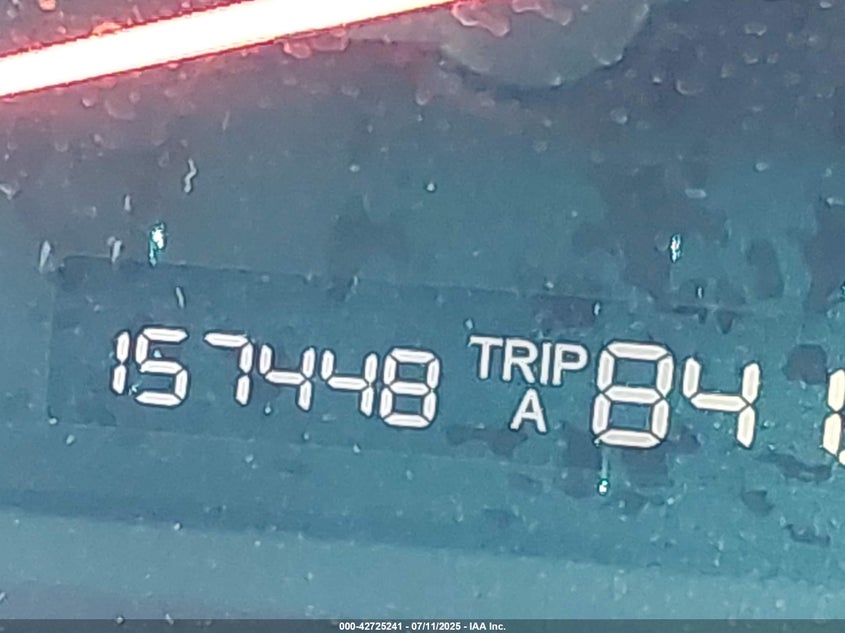 157448 TRIP A 84
000-42725241 - 07/11/2025 - IAA Inc.